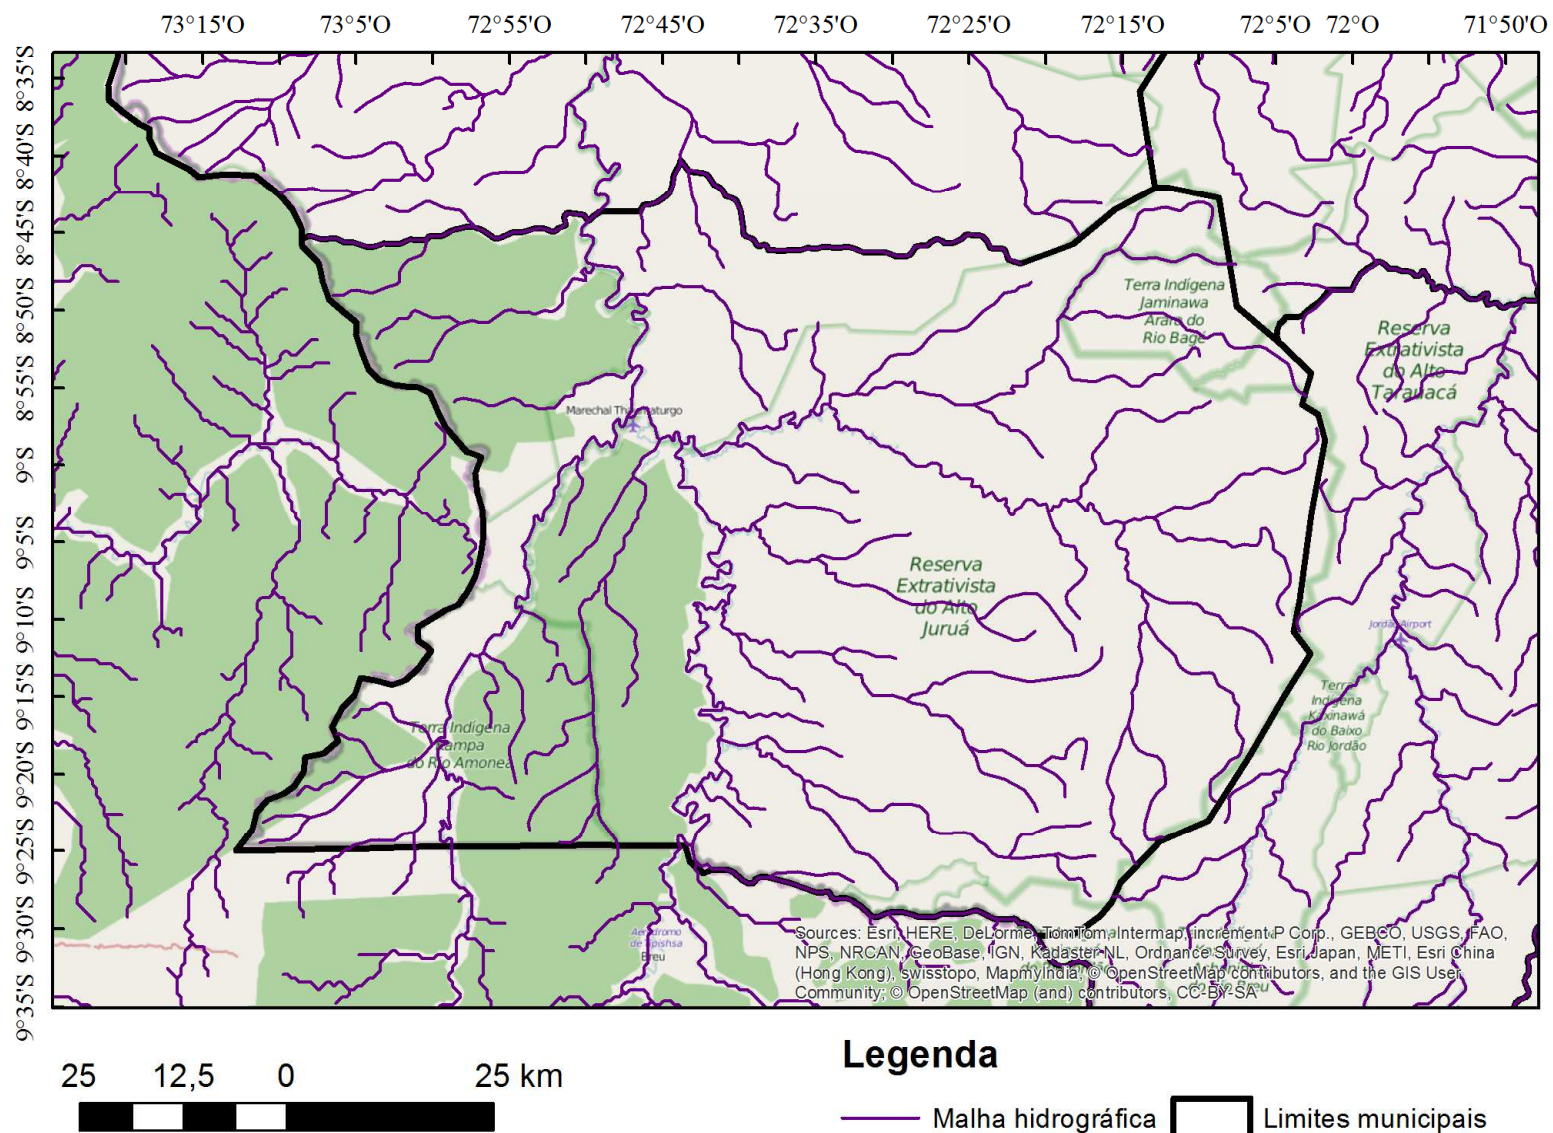 73°15'O 73°5'O 72°55'O 72°45'O 72°35'O 72°25'O 72°15'O 72°5'O 72°O 71°50'O
8°35'S
8°40'S
8°45'S
8°50'S
8°55'S
9°S
9°5'S
9°10'S
9°15'S
9°20'S
9°25'S
9°30'S
9°35'S
Terra Indígena
Jaminawa
Arara do
Rio Bagé
Reserva
Extrativista
do Alto
Tarauacá
Marechal Thaumaturgo
Reserva
Extrativista
do Alto
Juruá
Jordão Airport
Terra
Indígena
Kaxinawá
do Baixo
Rio Jordão
Terra Indígena
Kampa
do Rio Amonea
Aeródromo
de Tipishsa
Breu
Sources: Esri, HERE, DeLorme, TomTom, Intermap, increment P Corp., GEBCO, USGS, FAO,
NPS, NRCAN, GeoBase, IGN, Kadaster NL, Ordnance Survey, Esri Japan, METI, Esri China
(Hong Kong), swisstopo, MapmyIndia, © OpenStreetMap contributors, and the GIS User
Community; © OpenStreetMap (and) contributors, CC-BY-SA
Legenda
25 12,5 0 25 km
Malha hidrográfica Limites municipais